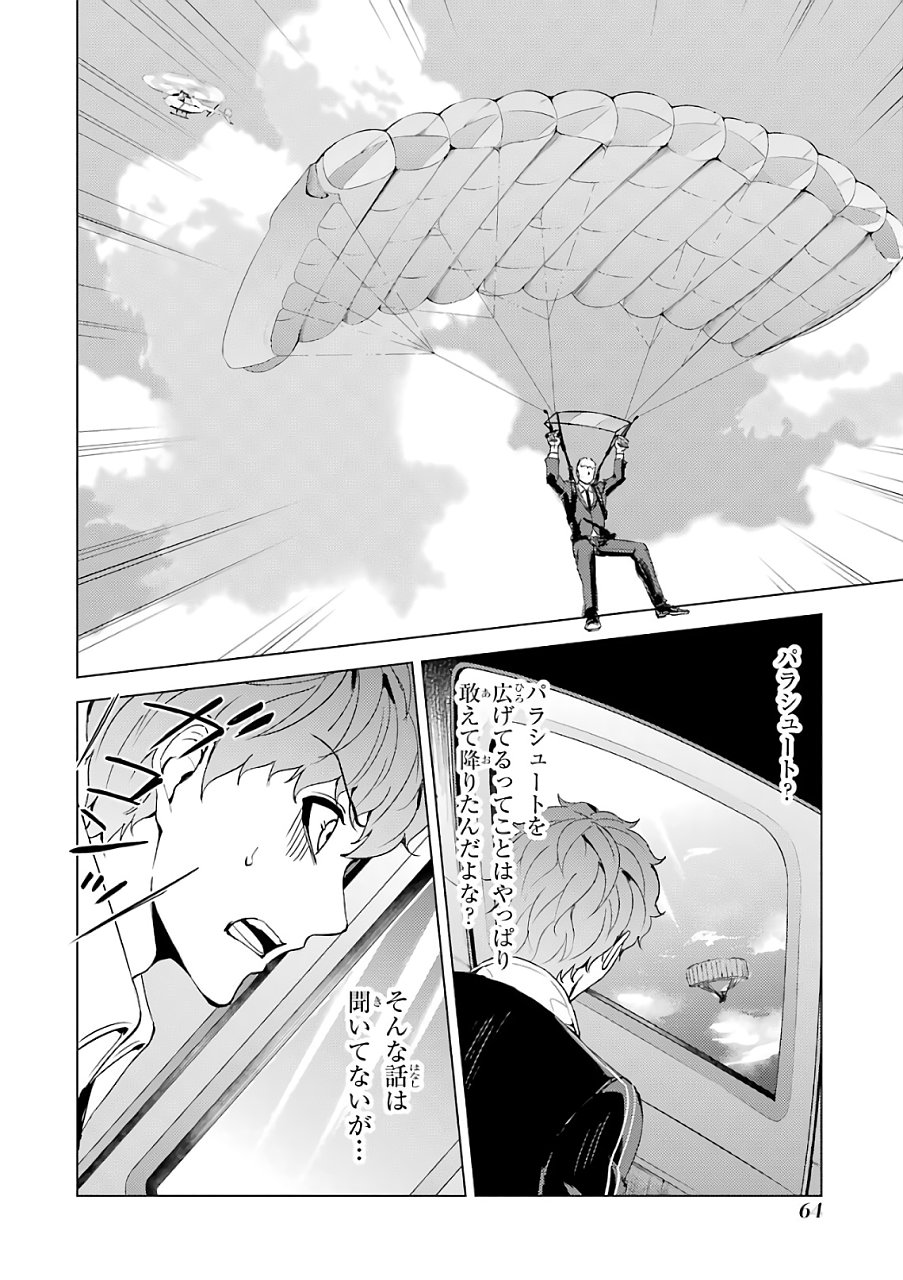 パラシュート?
パラシュートを
広げてるってことはやっぱり
敢えて降りたんだよな?
そんな話は
聞いてないが…
64